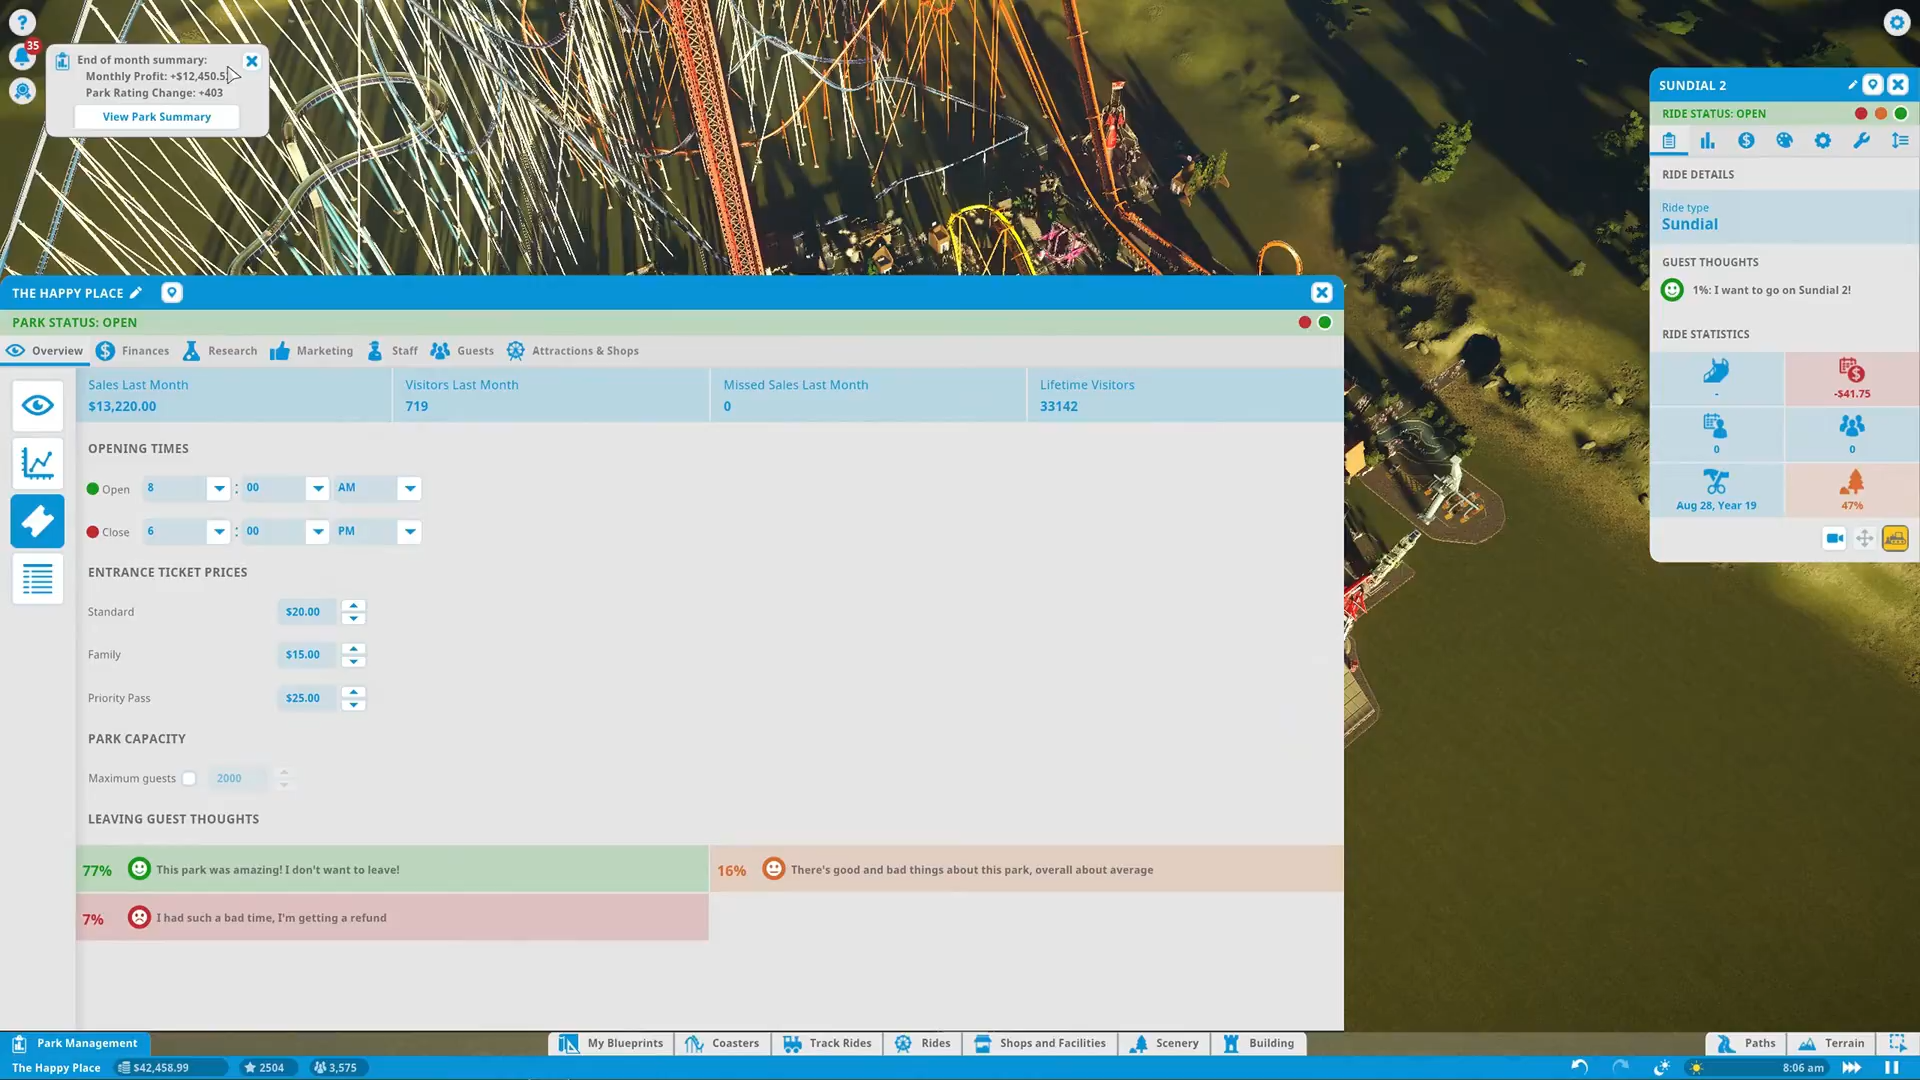 35
End of month summary:
Monthly Profit: +$12,450.5
Park Rating Change: +403
View Park Summary
SUNDIAL 2
RIDE STATUS: OPEN
RIDE DETAILS
Ride type
Sundial
GUEST THOUGHTS
1%: I want to go on Sundial 2!
RIDE STATISTICS
-
-$41.75
0
0
Aug 28, Year 19
47%
THE HAPPY PLACE
PARK STATUS: OPEN
Overview Finances Research Marketing Staff Guests Attractions & Shops
Sales Last Month Visitors Last Month Missed Sales Last Month Lifetime Visitors
$13,220.00 719 0 33142
OPENING TIMES
Open 8 : 00 AM
Close 6 : 00 PM
ENTRANCE TICKET PRICES
Standard $20.00
Family $15.00
Priority Pass $25.00
PARK CAPACITY
Maximum guests 2000
LEAVING GUEST THOUGHTS
77% This park was amazing! I don't want to leave! 16% There's good and bad things about this park, overall about average
7% I had such a bad time, I'm getting a refund
Park Management My Blueprints Coasters Track Rides Rides Shops and Facilities Scenery Building Paths Terrain
The Happy Place $42,458.99 2504 3,575 8:06 am